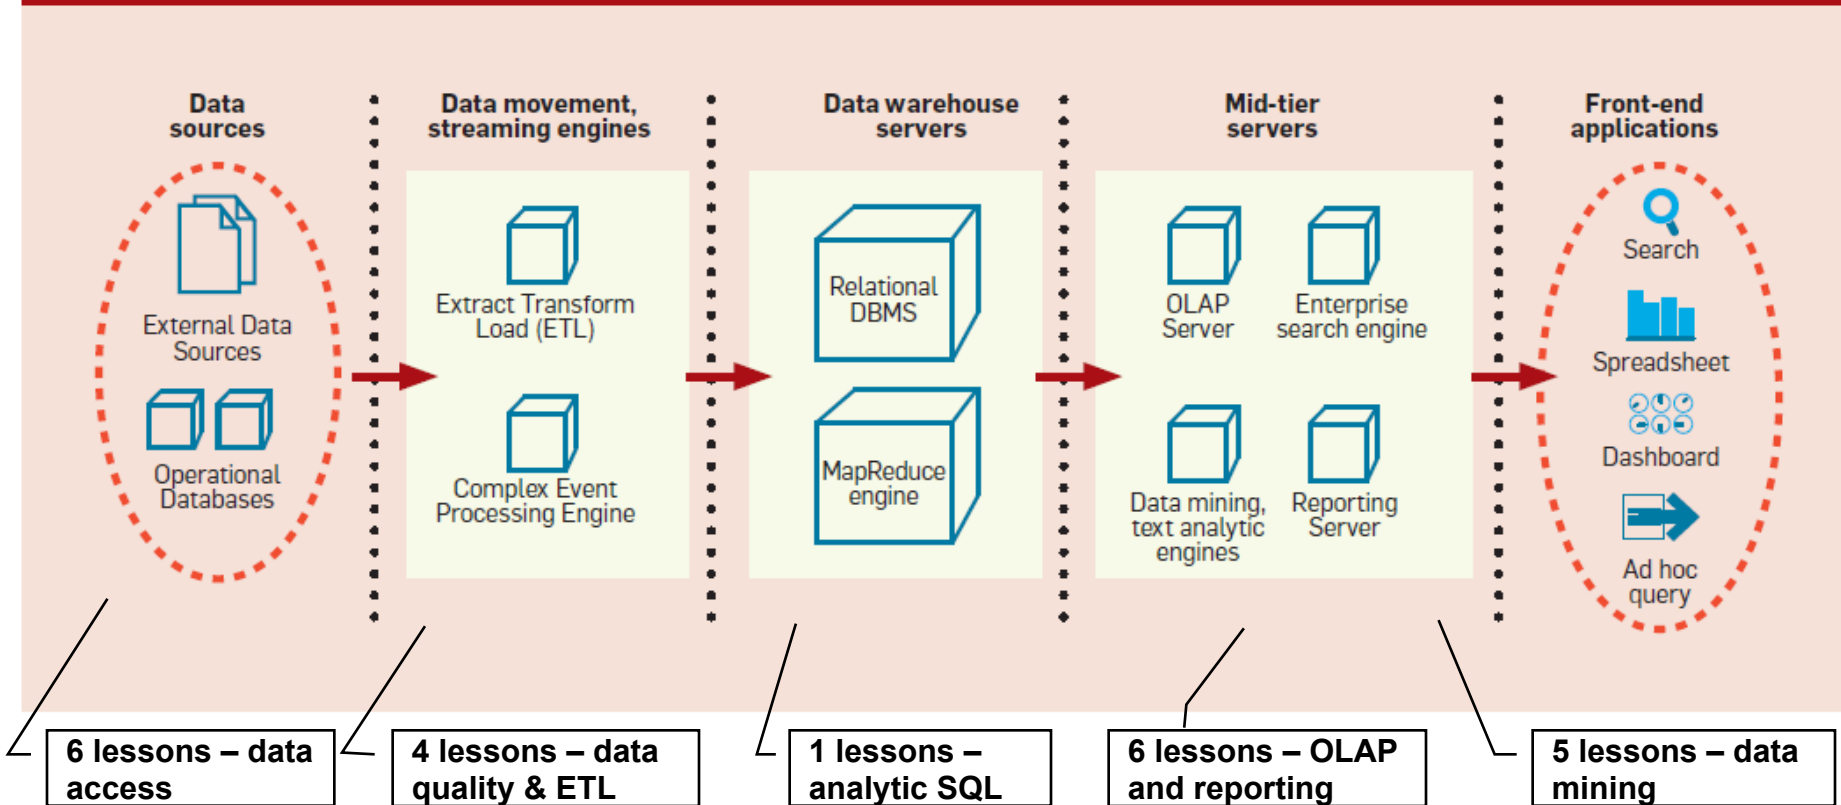 Data
sources
Data movement,
streaming engines
Data warehouse
servers
Mid-tier
servers
Front-end
applications
External Data
Sources
Operational
Databases
Extract Transform
Load (ETL)
Complex Event
Processing Engine
Relational
DBMS
MapReduce
engine
OLAP
Server
Enterprise
search engine
Data mining,
text analytic
engines
Reporting
Server
Search
Spreadsheet
Dashboard
Ad hoc
query
6 lessons – data
access
4 lessons – data
quality & ETL
1 lessons –
analytic SQL
6 lessons – OLAP
and reporting
5 lessons – data
mining